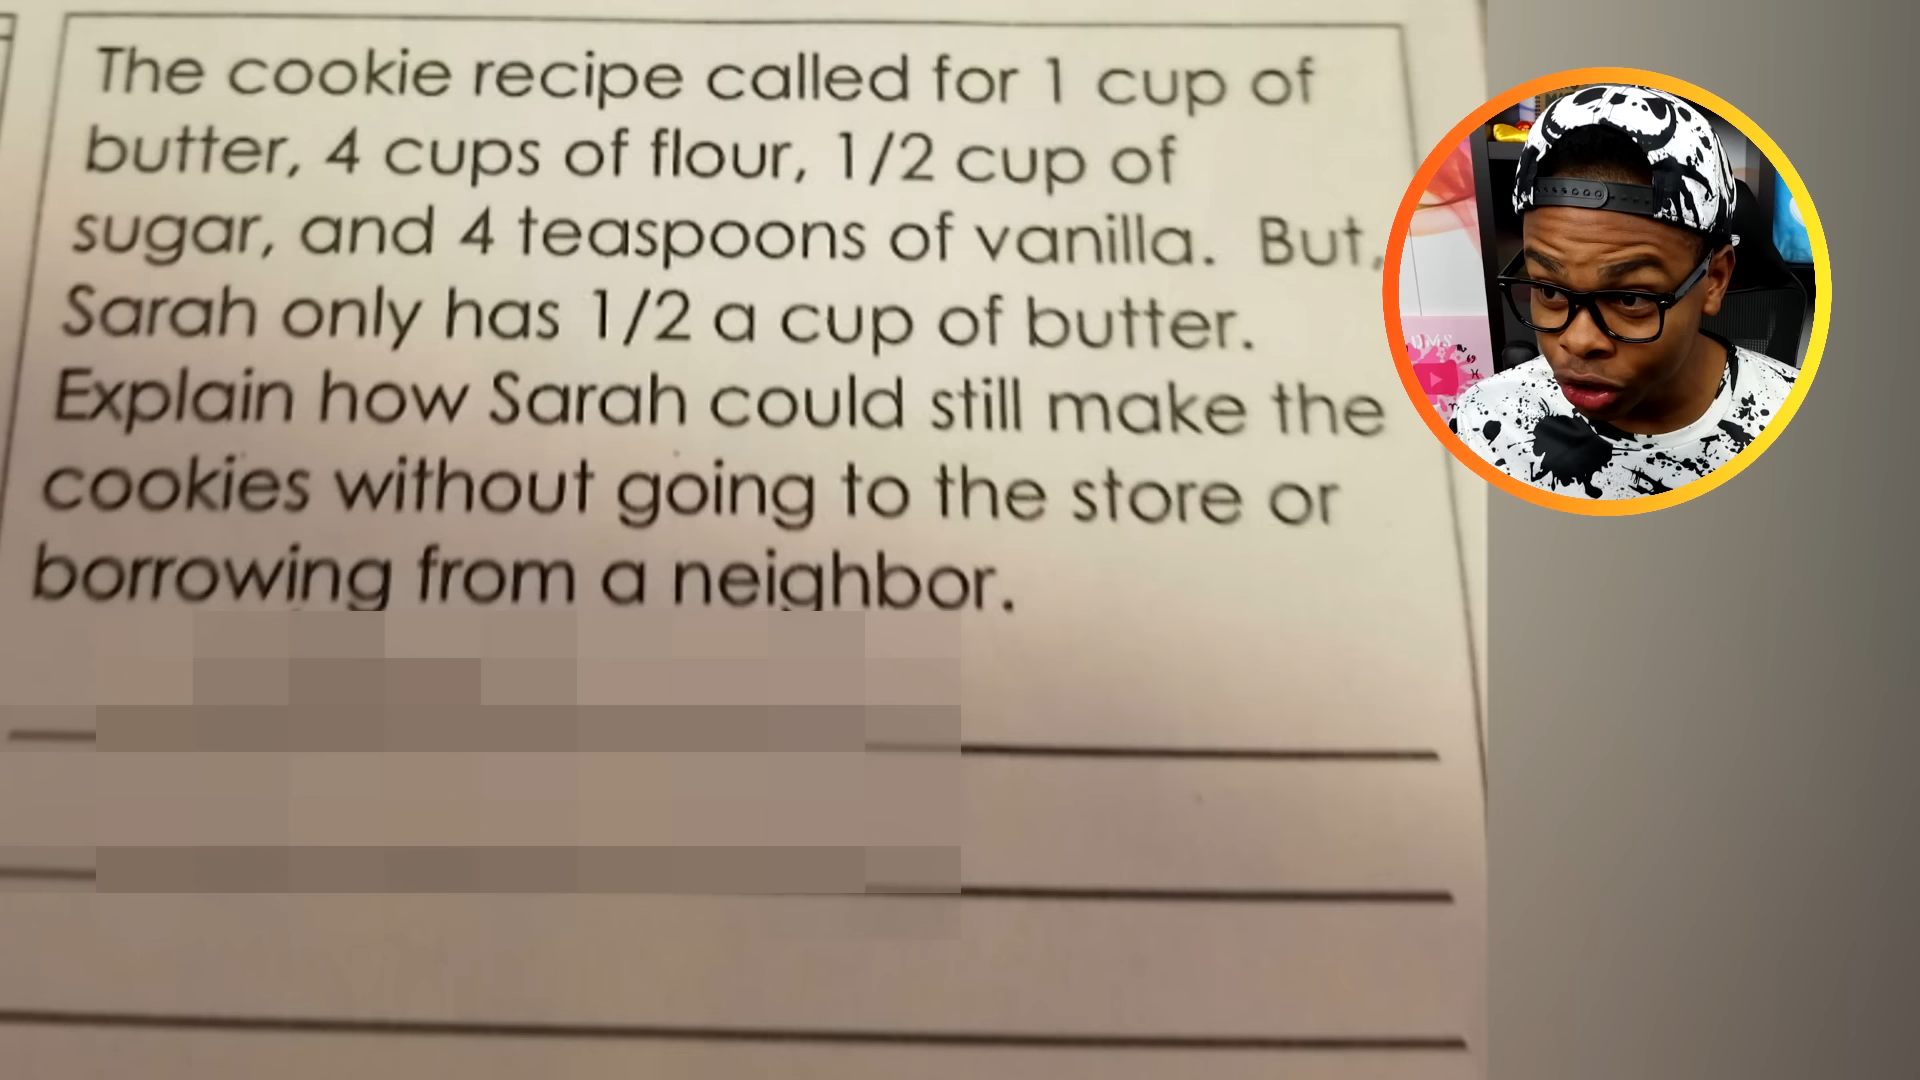 The cookie recipe called for 1 cup of
butter, 4 cups of flour, 1/2 cup of
sugar, and 4 teaspoons of vanilla. But,
Sarah only has 1/2 a cup of butter.
Explain how Sarah could still make the
cookies without going to the store or
borrowing from a neighbor.